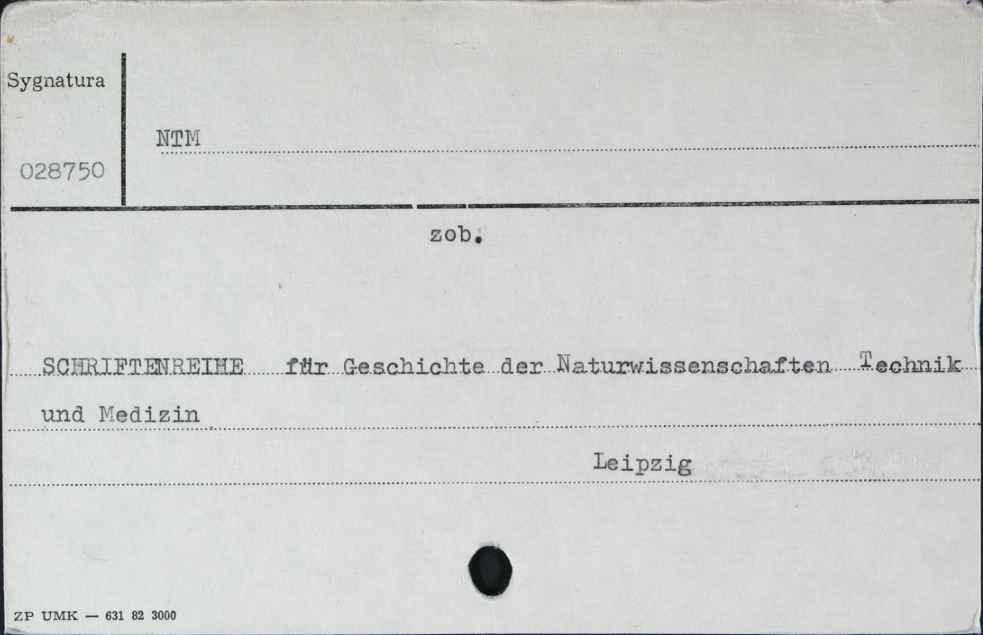 Sygnatura
NTM
028750
zob.
SCHRIFTENREIHE für Geschichte der Naturwissenschaften Technik
und Medizin
Leipzig
ZP UMK — 631 82 3000